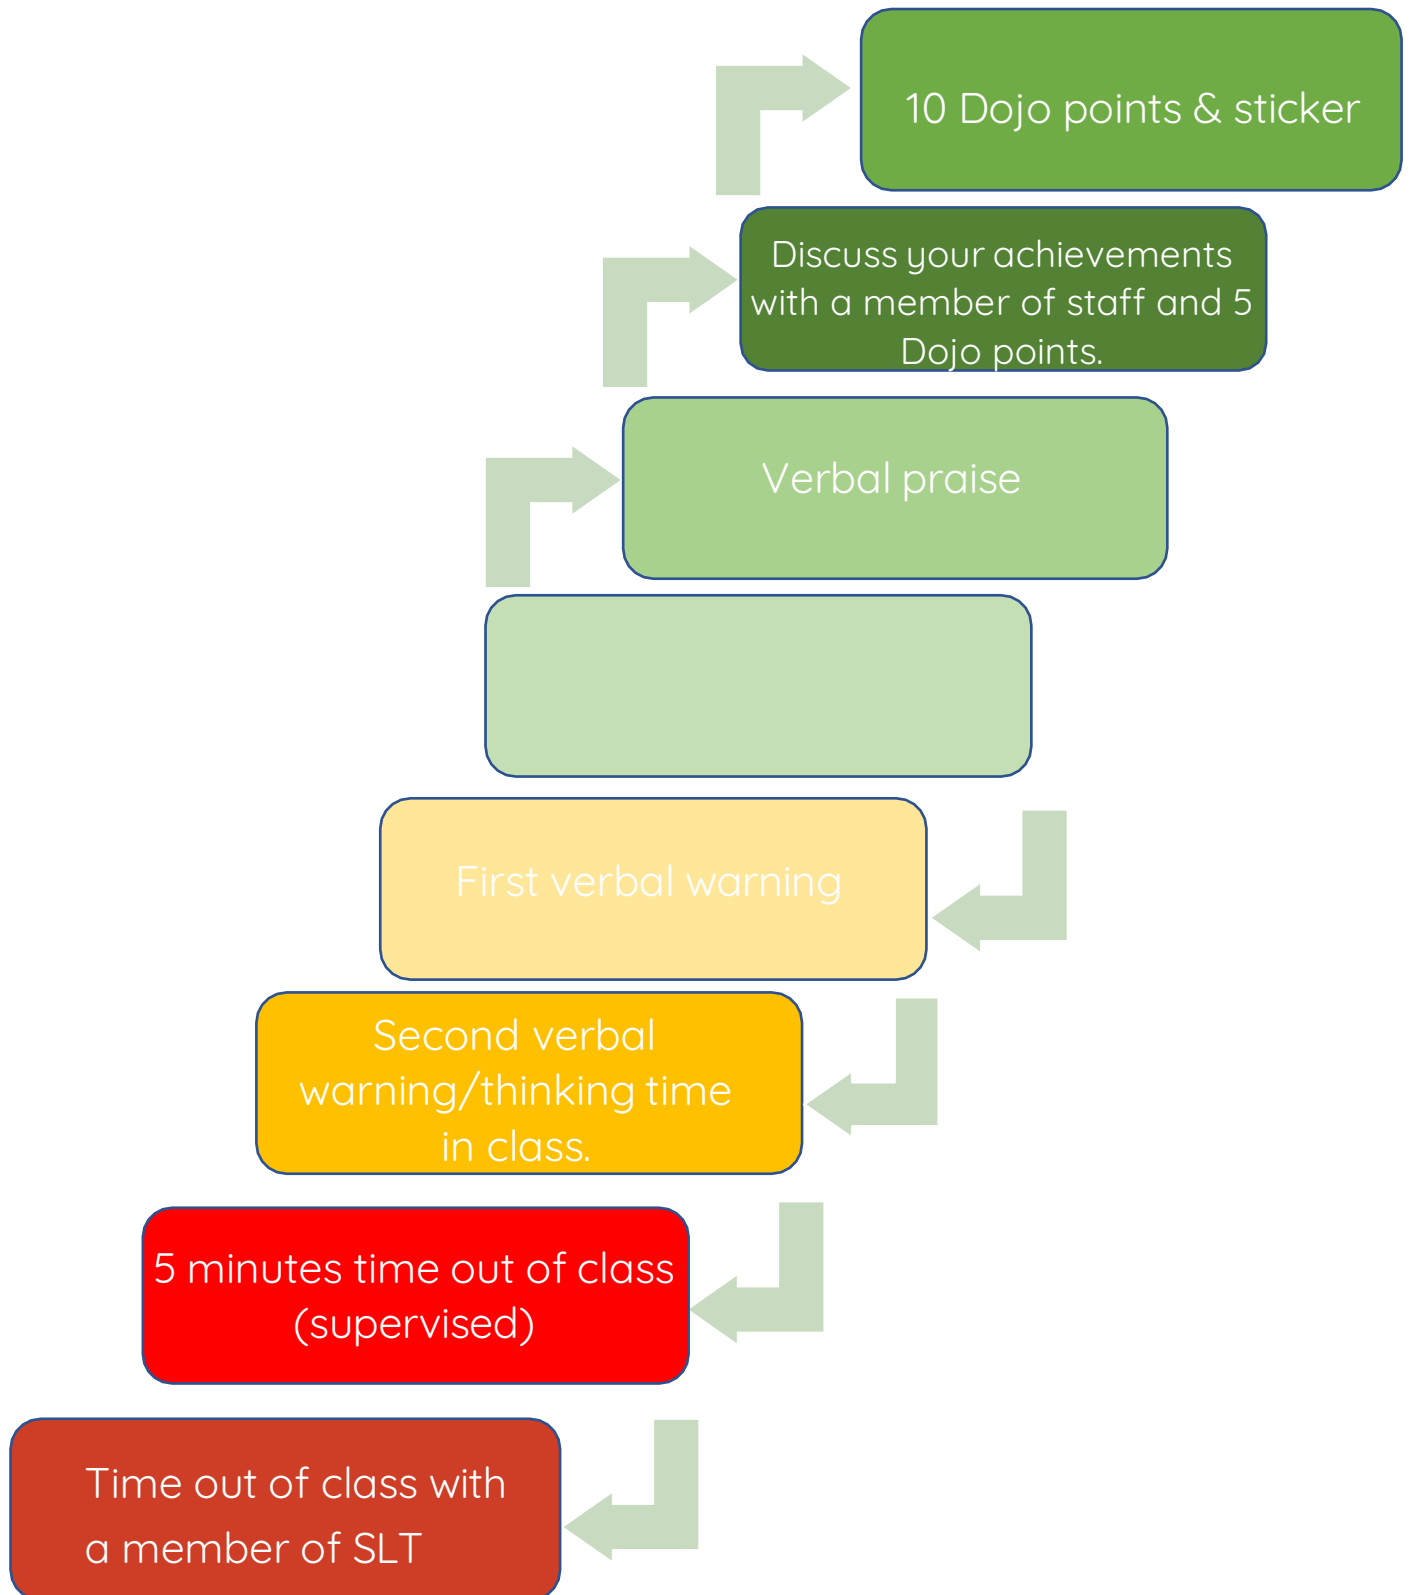 10 Dojo points & sticker
Discuss your achievements
with a member of staff and 5
Dojo points.
Verbal praise
First verbal warning
Second verbal
warning/thinking time
in class.
5 minutes time out of class
(supervised)
Time out of class with
a member of SLT